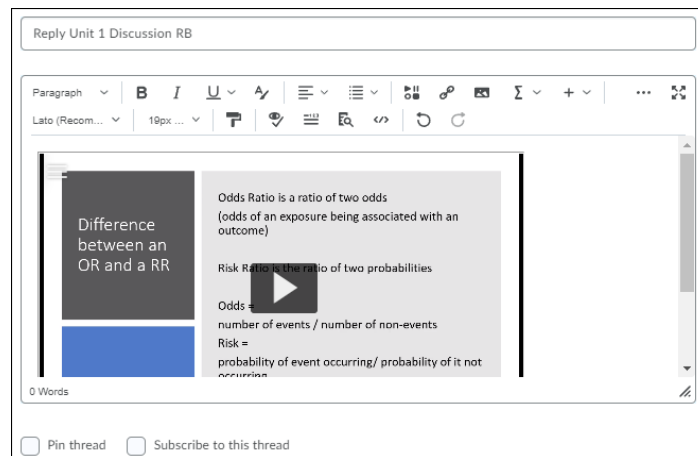 Reply Unit 1 Discussion RB
Paragraph
B I U A
Σ + ...
Lato (Recom... 19px ...
Difference
between an
OR and a RR
Odds Ratio is a ratio of two odds
(odds of an exposure being associated with an
outcome)
Risk Ratio is the ratio of two probabilities
Odds =
number of events / number of non-events
Risk =
probability of event occurring/ probability of it not
occurring
0 Words
Pin thread Subscribe to this thread